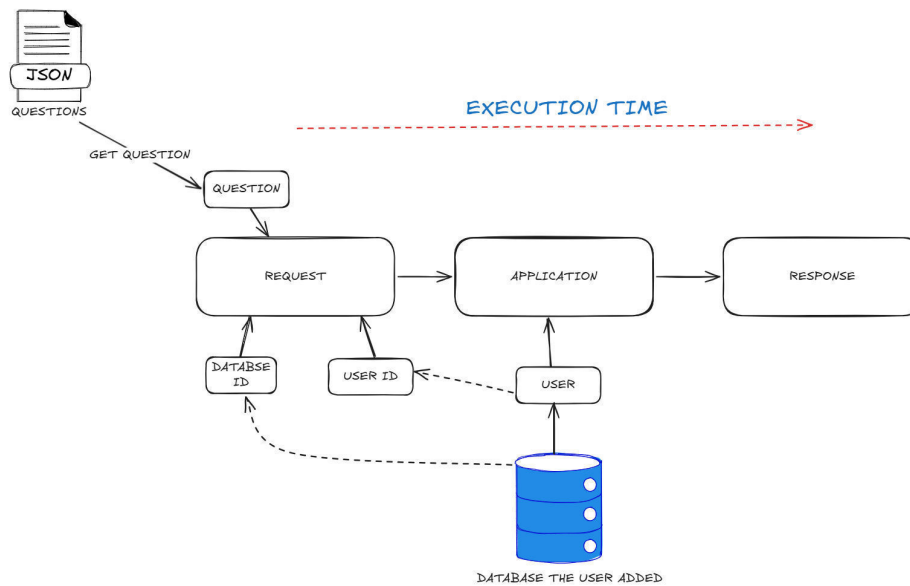 JSON
QUESTIONS
EXECUTION TIME
GET QUESTION
QUESTION
REQUEST
APPLICATION
RESPONSE
DATABSE
ID
USER ID
USER
DATABASE THE USER ADDED